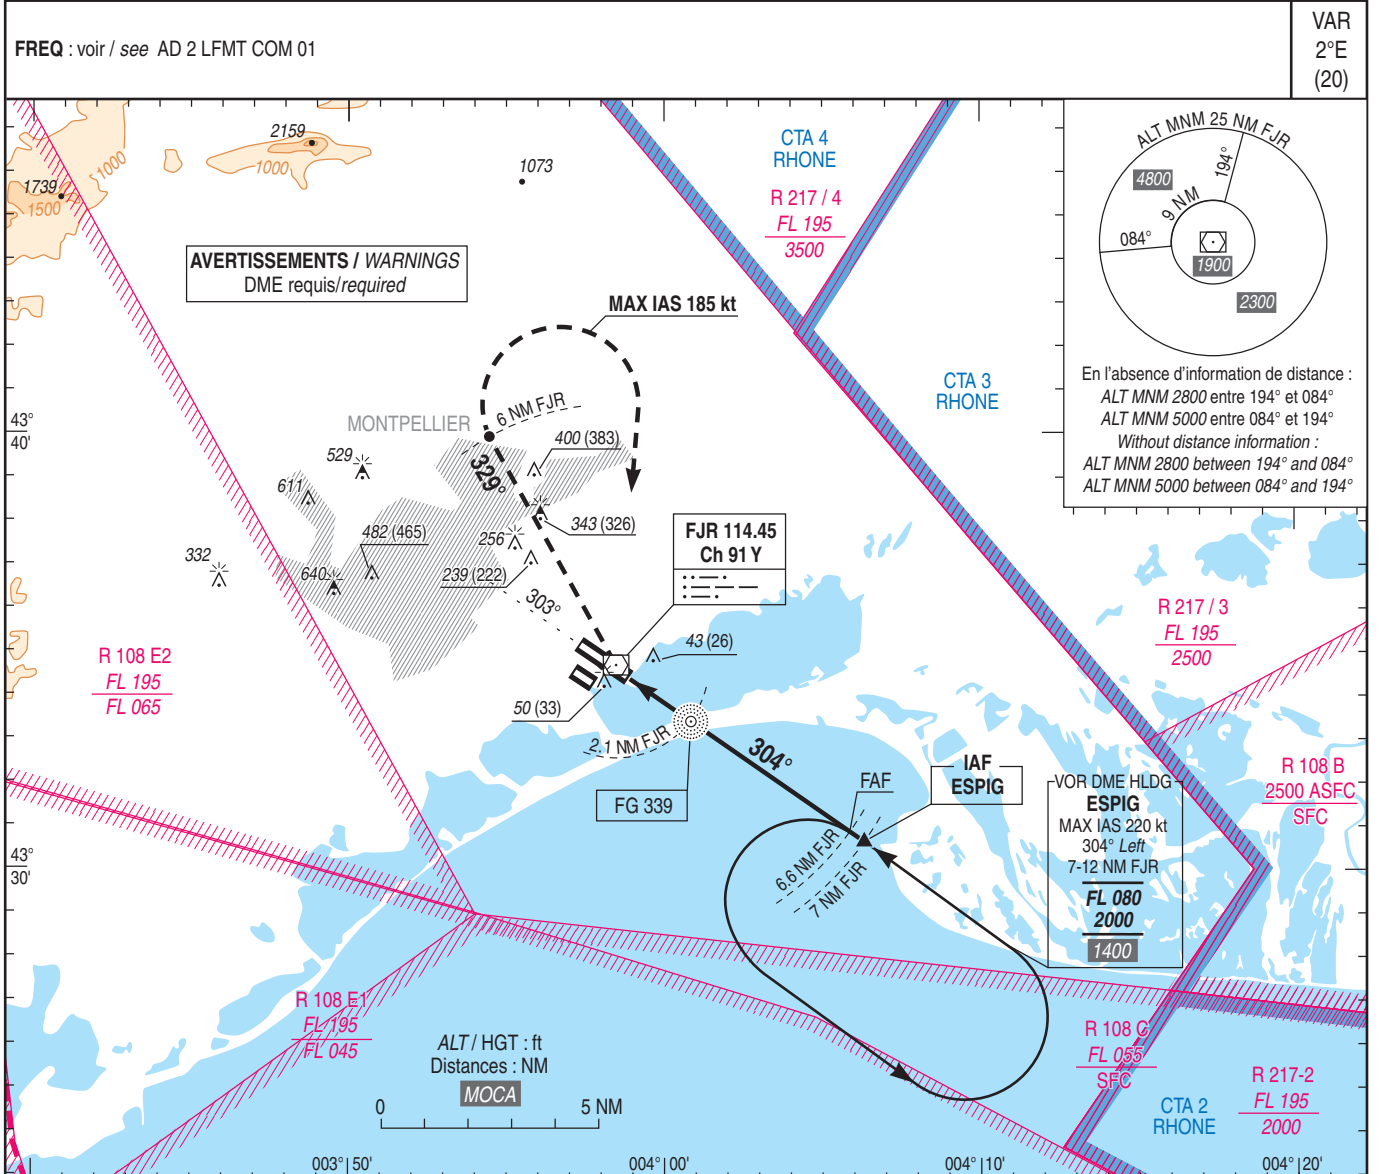 FREQ : voir / see AD 2 LFMT COM 01
VAR
2°E
(20)
2159
1000
1000
1739
1500
1073
CTA 4
RHONE
R 217 / 4
FL 195
3500
ALT MNM 25 NM FJR
194°
4800
9 NM
084°
1900
2300
En l'absence d'information de distance :
ALT MNM 2800 entre 194° et 084°
ALT MNM 5000 entre 084° et 194°
Without distance information :
ALT MNM 2800 between 194° and 084°
ALT MNM 5000 between 084° and 194°
AVERTISSEMENTS / WARNINGS
DME requis/required
MAX IAS 185 kt
CTA 3
RHONE
43°
40'
MONTPELLIER
6 NM FJR
400 (383)
329°
529
611
343 (326)
482 (465)
256
332
640
239 (222)
303°
FJR 114.45
Ch 91 Y
43 (26)
50 (33)
R 217 / 3
FL 195
2500
R 108 E2
FL 195
FL 065
2.1 NM FJR
304°
FG 339
FAF
IAF
ESPIG
6.6 NM FJR
7 NM FJR
VOR DME HLDG
ESPIG
MAX IAS 220 kt
304° Left
7-12 NM FJR
FL 080
2000
1400
R 108 B
2500 ASFC
SFC
43°
30'
R 108 E1
FL 195
FL 045
ALT / HGT : ft
Distances : NM
MOCA
0
5 NM
R 108 C
FL 055
SFC
CTA 2
RHONE
R 217-2
FL 195
2000
003° 50'
004° 00'
004° 10'
004° 20'